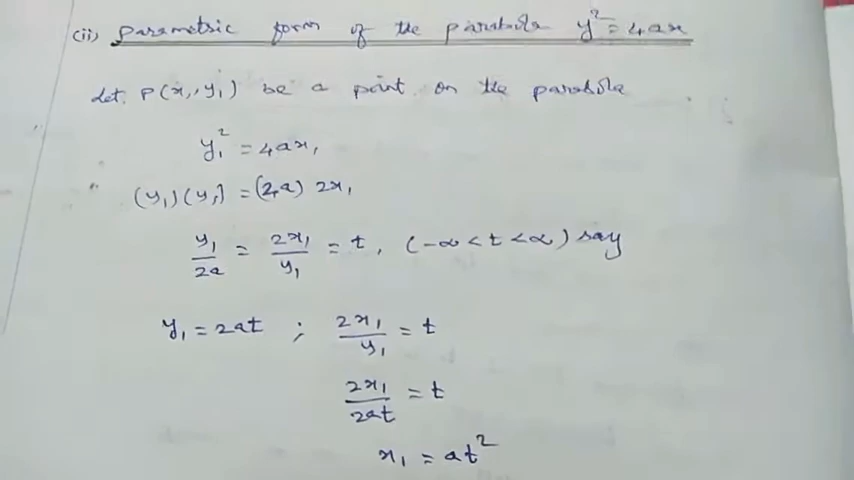 (ii) Parametric form of the parabola y² = 4ax
Let P(x₁, y₁) be a point on the parabola
y₁² = 4ax₁
(y₁)(y₁) = (2a) 2x₁
y₁/2a = 2x₁/y₁ = t, (-∞ < t < ∞) say
y₁ = 2at ; 2x₁/y₁ = t
2x₁/2at = t
x₁ = at²